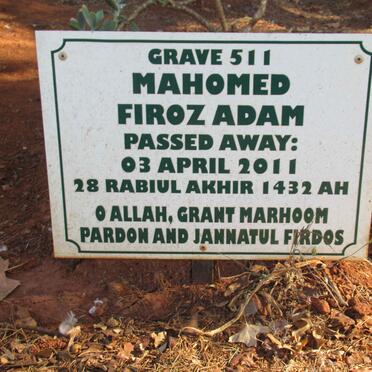 GRAVE 511
MAHOMED
FIROZ ADAM
PASSED AWAY:
03 APRIL 2011
28 RABIUL AKHIR 1432 AH
O ALLAH, GRANT MARHOOM
PARDON AND JANNATUL FIRDOS